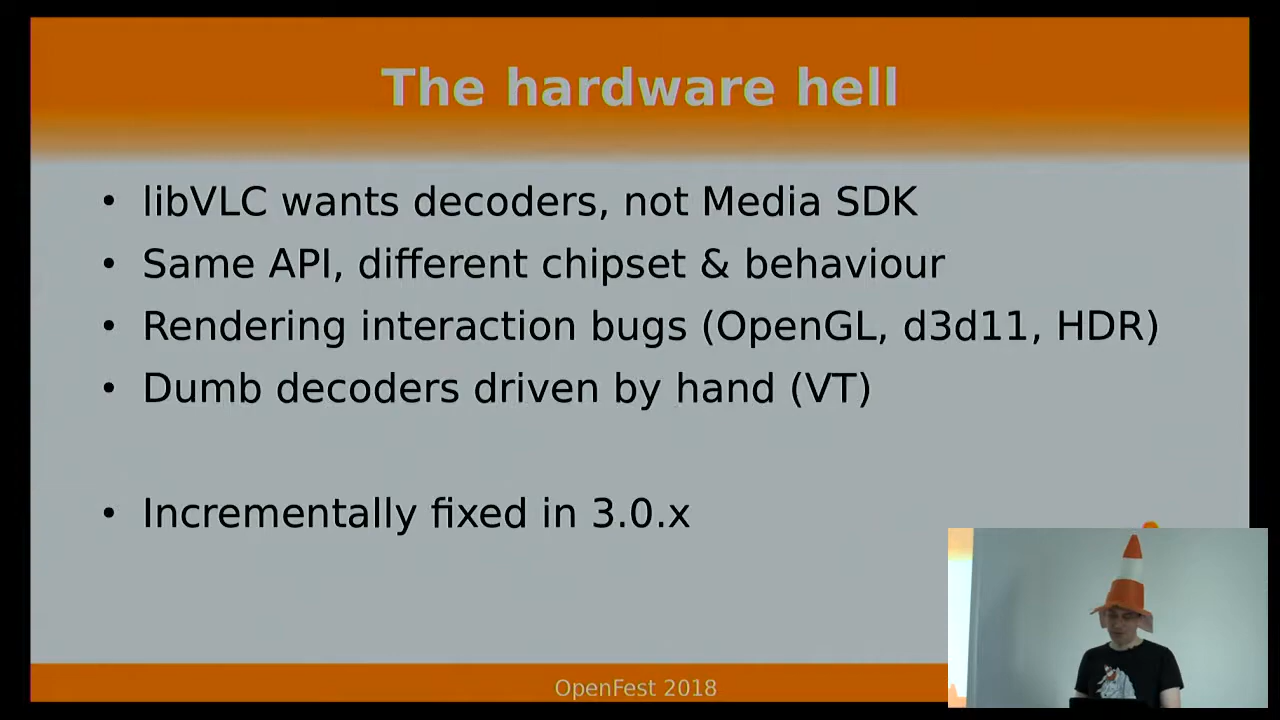 The hardware hell
• libVLC wants decoders, not Media SDK
• Same API, different chipset & behaviour
• Rendering interaction bugs (OpenGL, d3d11, HDR)
• Dumb decoders driven by hand (VT)
• Incrementally fixed in 3.0.x
OpenFest 2018